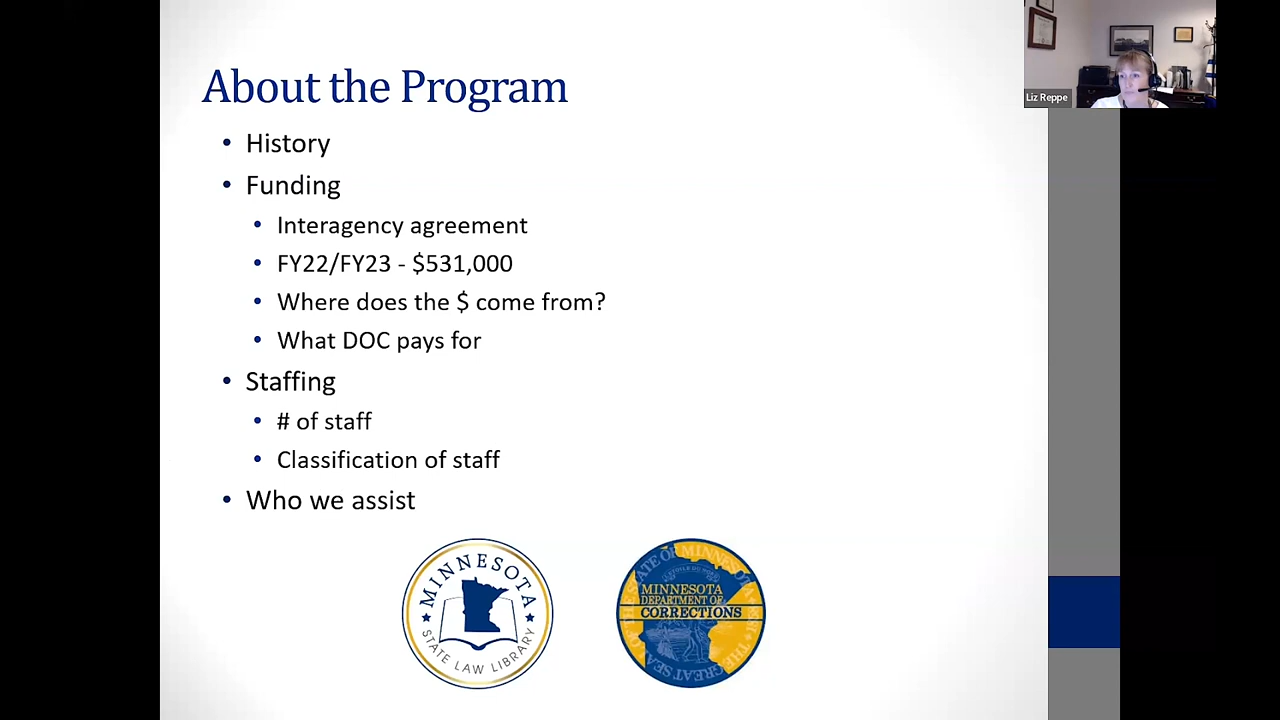 About the Program
Liz Reppe
• History
• Funding
• Interagency agreement
• FY22/FY23 - $531,000
• Where does the $ come from?
• What DOC pays for
• Staffing
• # of staff
• Classification of staff
• Who we assist
MINNESOTA
STATE LAW LIBRARY
MINNESOTA
DEPARTMENT OF
CORRECTIONS